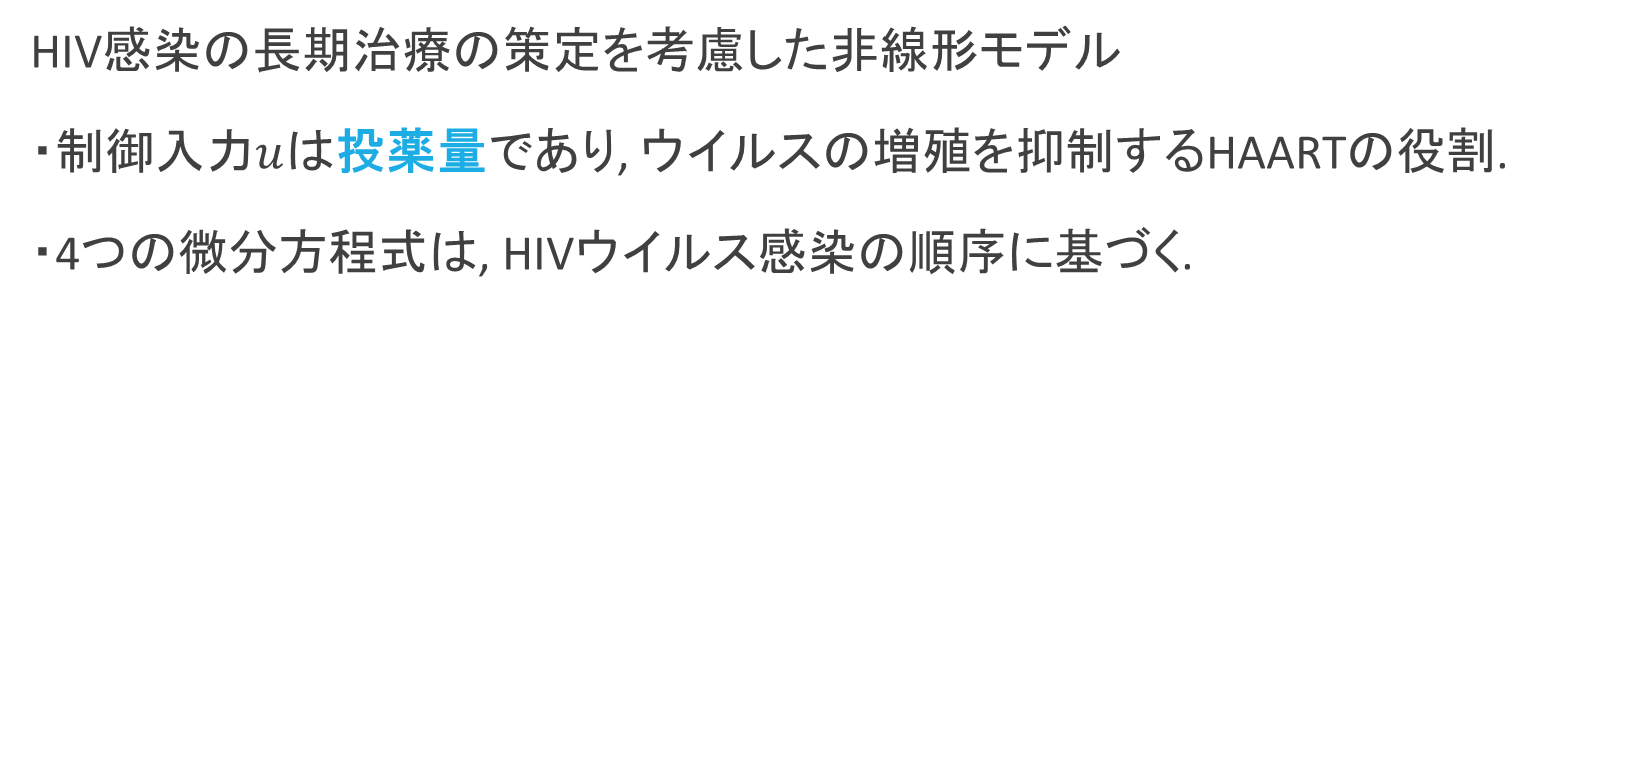 HIV感染の長期治療の策定を考慮した非線形モデル
・制御入力𝑢は投薬量であり, ウイルスの増殖を抑制するHAARTの役割.
・4つの微分方程式は, HIVウイルス感染の順序に基づく.